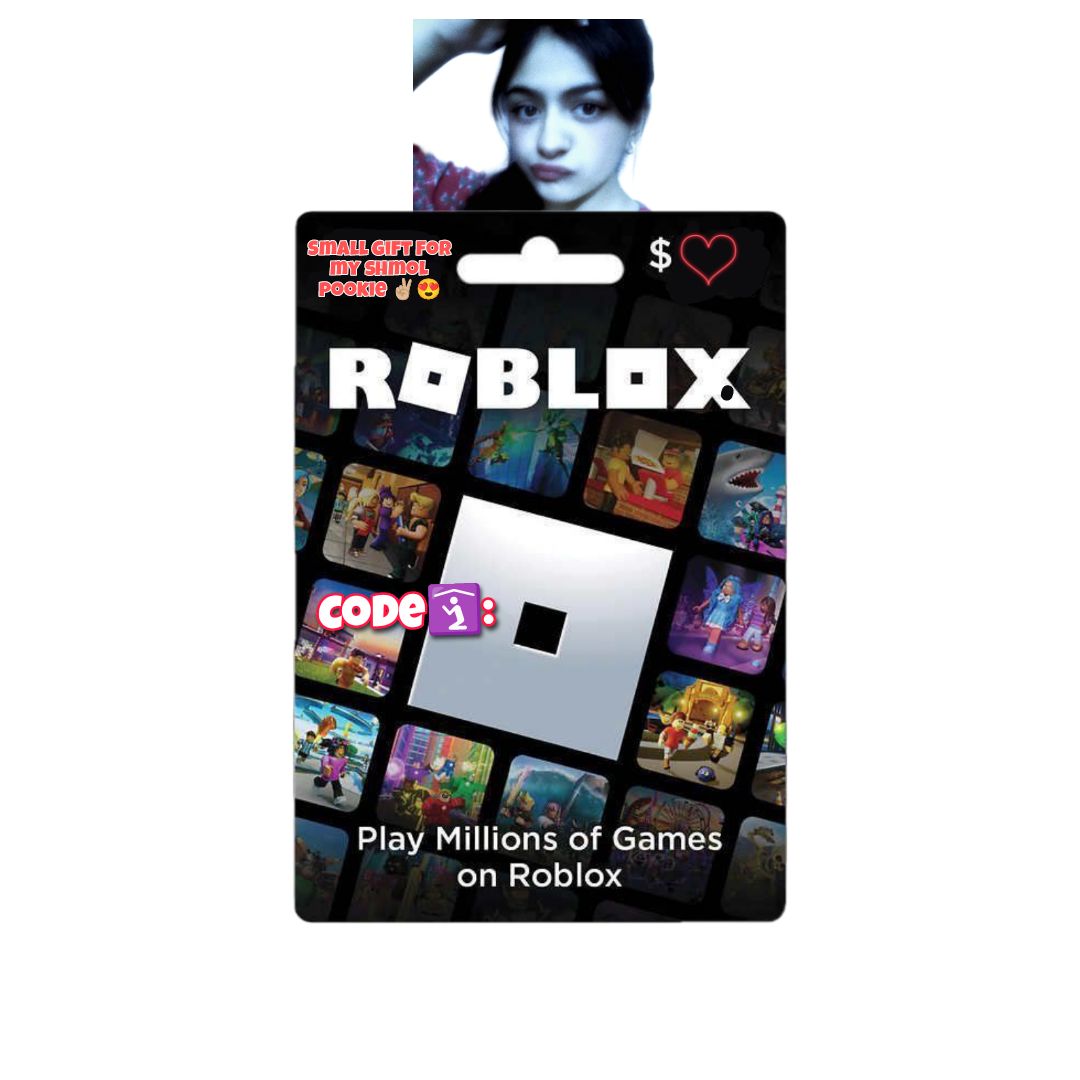 SMALL GIFT FOR
MY SHMOL
POOKIE ✌🏼😍
$
ROBLOX
CODE🛐:
Play Millions of Games
on Roblox